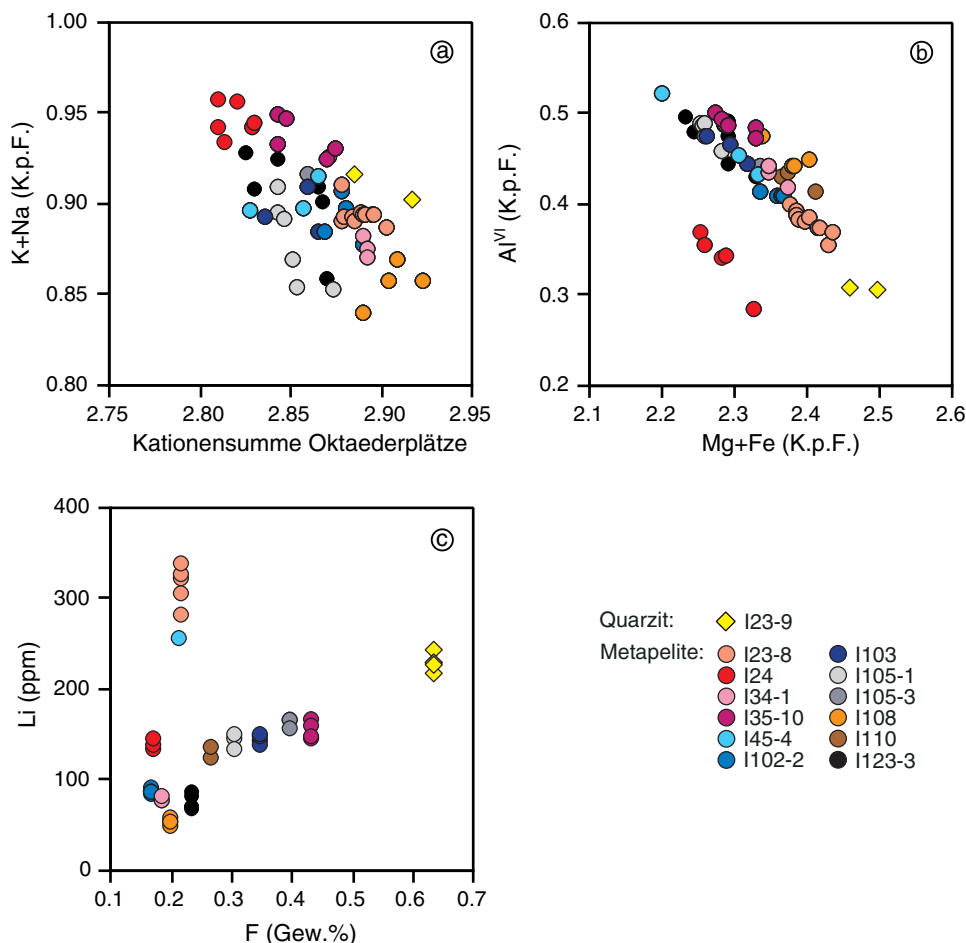 a
1.00
0.95
0.90
0.85
0.80
K+Na (K.p.F.)
2.75 2.80 2.85 2.90 2.95
Kationensumme Oktaederplätze
b
0.6
0.5
0.4
0.3
0.2
Al^VI (K.p.F.)
2.1 2.2 2.3 2.4 2.5 2.6
Mg+Fe (K.p.F.)
c
400
300
200
100
0
Li (ppm)
0.1 0.2 0.3 0.4 0.5 0.6 0.7
F (Gew.%)
Quarzit: I23-9
Metapelite: I23-8 I103
I24 I105-1
I34-1 I105-3
I35-10 I108
I45-4 I110
I102-2 I123-3